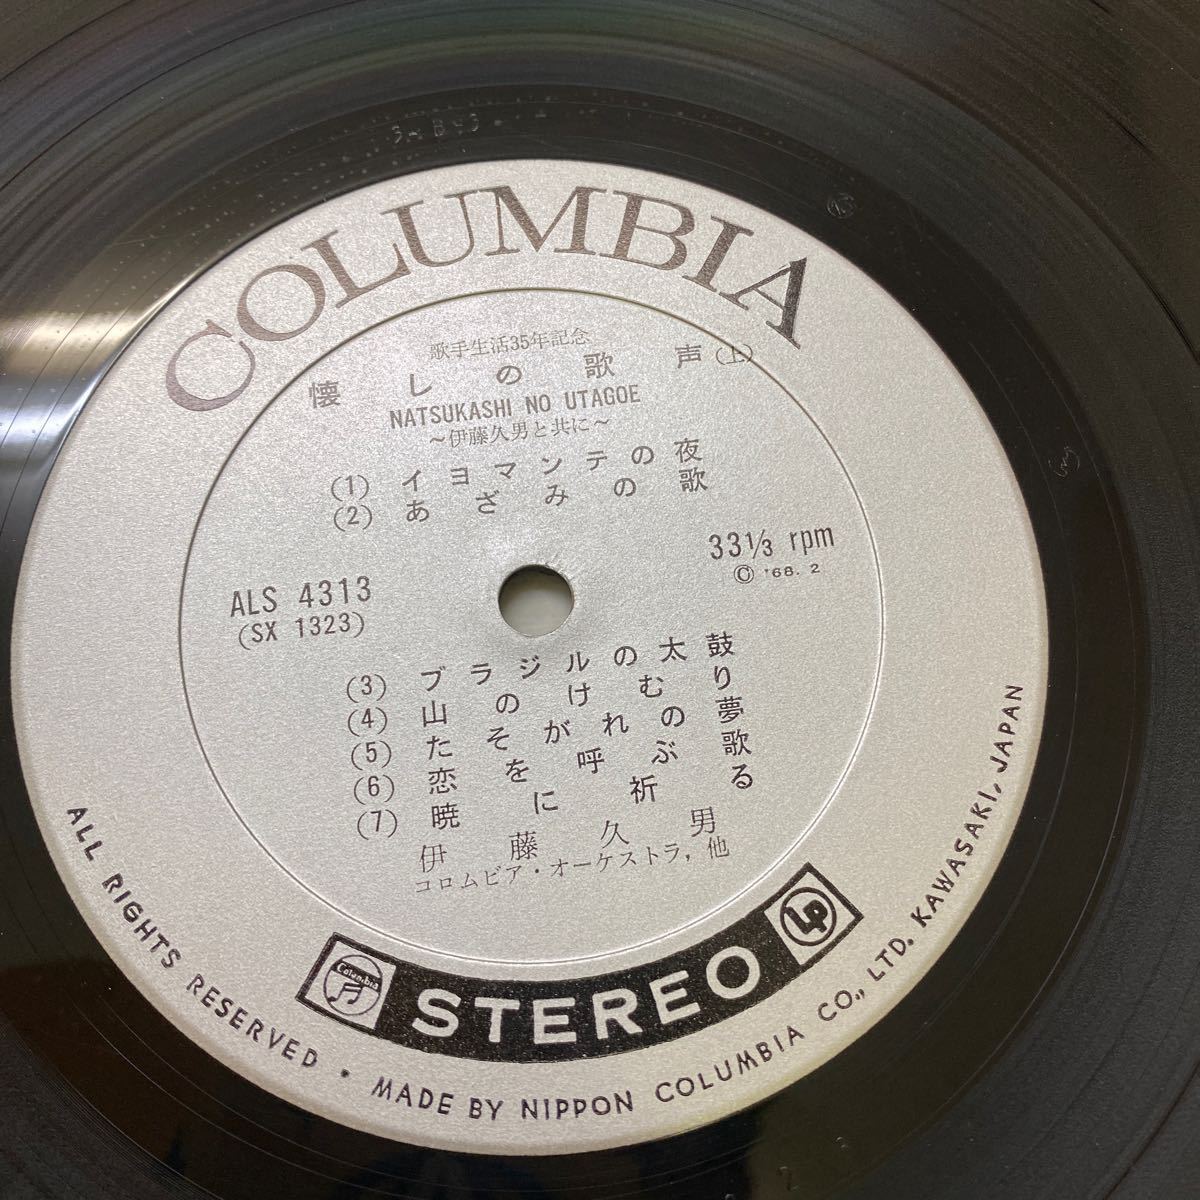 COLUMBIA
歌手生活35年記念
懐しの歌声(上)
NATSUKASHI NO UTAGOE
~伊藤久男と共に~
(1) イヨマンテの夜
(2) あざみの歌
ALS 4313
(SX 1323)
33 1/3 rpm
© '68. 2
(3) ブラジルの太鼓
(4) 山のけむり
(5) たそがれの夢
(6) 恋を呼ぶ歌
(7) 暁に祈る
伊藤久男
コロムビア・オーケストラ, 他
Columbia
STEREO
LP
ALL RIGHTS RESERVED • MADE BY NIPPON COLUMBIA CO., LTD. KAWASAKI, JAPAN